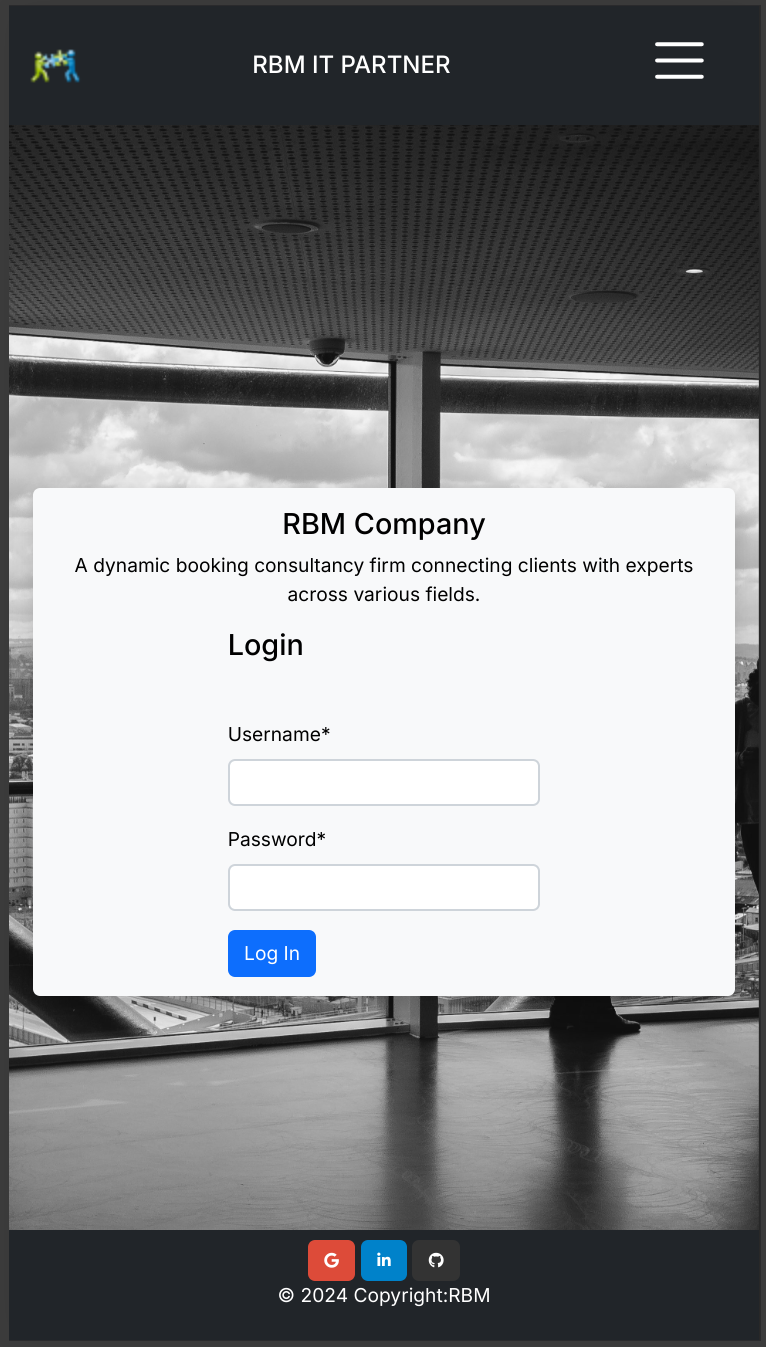 RBM IT PARTNER
RBM Company
A dynamic booking consultancy firm connecting clients with experts
across various fields.
Login
Username*
Password*
Log In
G in
© 2024 Copyright:RBM